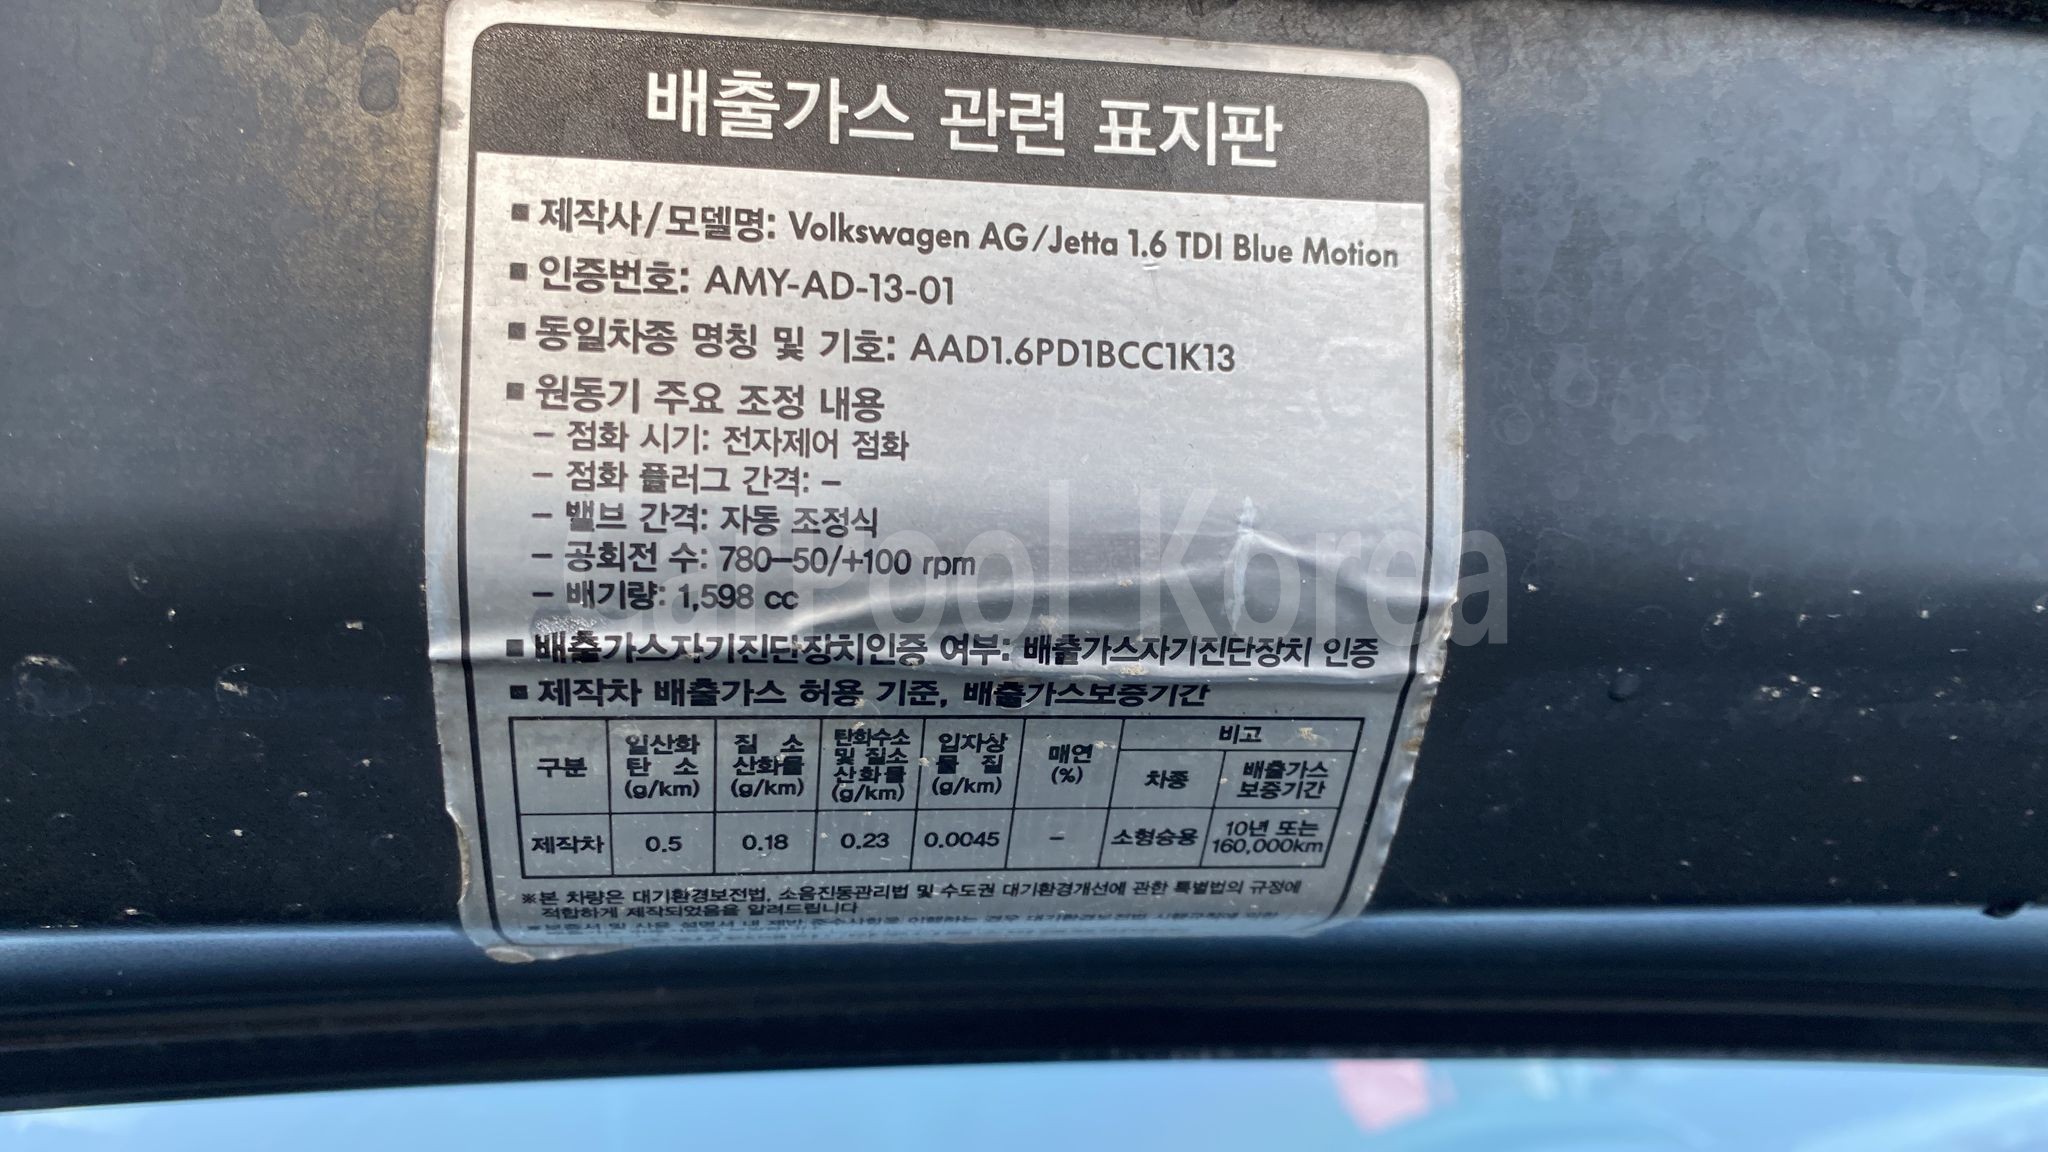 배출가스 관련 표지판
▪ 제작사/모델명: Volkswagen AG/Jetta 1.6 TDI Blue Motion
▪ 인증번호: AMY-AD-13-01
▪ 동일차종 명칭 및 기호: AAD1.6PD1BCC1K13
▪ 원동기 주요 조정 내용
– 점화 시기: 전자제어 점화
– 점화 플러그 간격: –
– 밸브 간격: 자동 조정식
– 공회전 수: 780–50/+100 rpm
– 배기량: 1,598 cc
CarPool Korea
▪ 배출가스자기진단장치인증 여부: 배출가스자기진단장치 인증
▪ 제작차 배출가스 허용 기준, 배출가스보증기간
구분 일산화탄소 (g/km) 질소산화물 (g/km) 탄화수소 및 질소산화물 (g/km) 입자상물질 (g/km) 매연 (%) 비고
차종 배출가스 보증기간
제작차 0.5 0.18 0.23 0.0045 – 소형승용 10년 또는 160,000km
※본 차량은 대기환경보전법, 소음진동관리법 및 수도권 대기환경개선에 관한 특별법의 규정에
적합하게 제작되었음을 알려드립니다